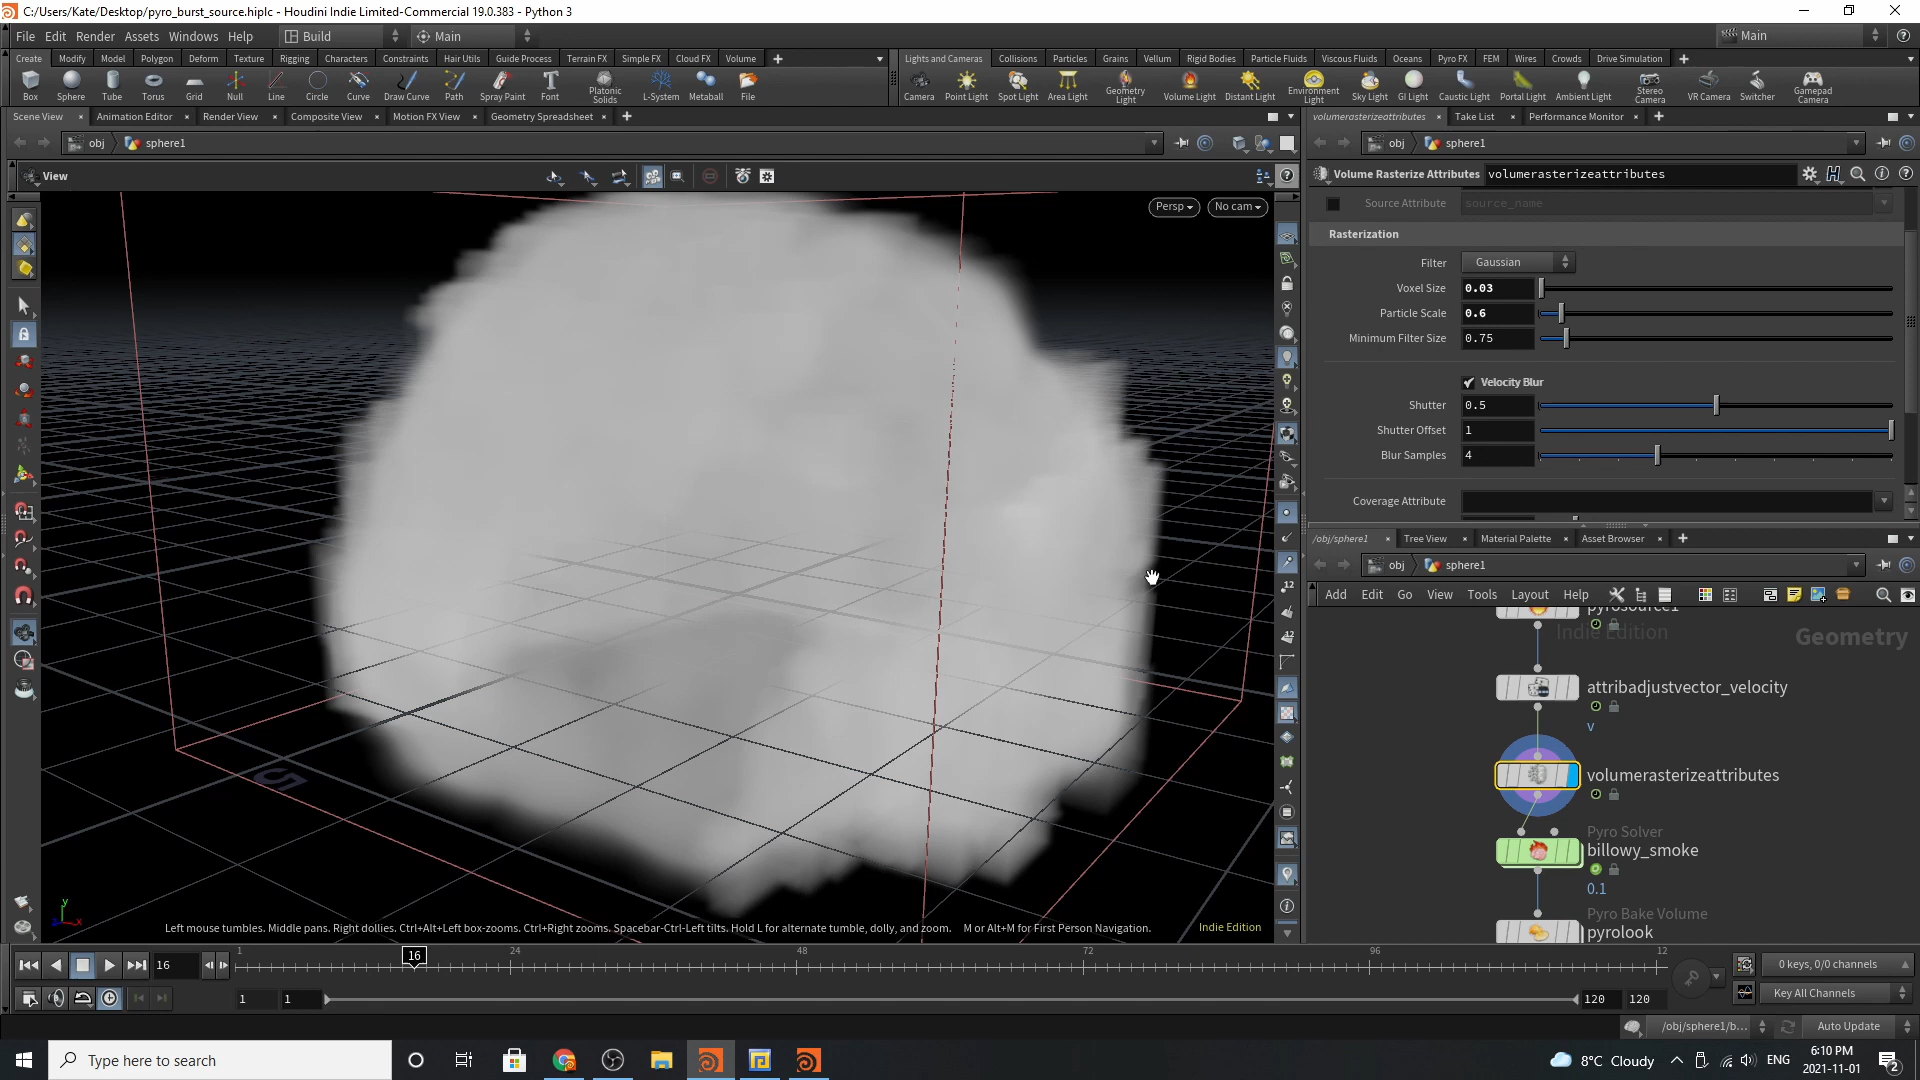 C:/Users/Kate/Desktop/pyro_burst_source.hiplc - Houdini Indie Limited-Commercial 19.0.383 - Python 3
File Edit Render Assets Windows Help Build Main Main
Create Modify Model Polygon Deform Texture Rigging Characters Constraints Hair Utils Guide Process Terrain FX Simple FX Cloud FX Volume
Lights and Cameras Collisions Particles Grains Vellum Rigid Bodies Particle Fluids Viscous Fluids Oceans Pyro FX FEM Wires Crowds Drive Simulation
Box Sphere Tube Torus Grid Null Line Circle Curve Draw Curve Path Spray Paint Font Platonic Solids L-System Metaball File
Camera Point Light Spot Light Area Light Geometry Light Volume Light Distant Light Environment Light Sky Light GI Light Caustic Light Portal Light Ambient Light Stereo Camera VR Camera Switcher Gamepad Camera
Scene View Animation Editor Render View Composite View Motion FX View Geometry Spreadsheet
volumerasterizeattributes Take List Performance Monitor
obj sphere1
obj sphere1
View
Volume Rasterize Attributes volumerasterizeattributes
Persp No cam
Source Attribute source_name
Rasterization
Filter Gaussian
Voxel Size 0.03
Particle Scale 0.6
Minimum Filter Size 0.75
Velocity Blur
Shutter 0.5
Shutter Offset 1
Blur Samples 4
Coverage Attribute
/obj/sphere1 Tree View Material Palette Asset Browser
obj sphere1
Add Edit Go View Tools Layout Help
pyrosource1
Indie Edition
Geometry
attribadjustvector_velocity
v
volumerasterizeattributes
Pyro Solver
billowy_smoke
0.1
Pyro Bake Volume
pyrolook
12
12
5
y
z x
Left mouse tumbles. Middle pans. Right dollies. Ctrl+Alt+Left box-zooms. Ctrl+Right zooms. Spacebar-Ctrl-Left tilts. Hold L for alternate tumble, dolly, and zoom. M or Alt+M for First Person Navigation.
Indie Edition
16 1 16 24 48 72 96 12
0 keys, 0/0 channels
1 1 120 120
Key All Channels
/obj/sphere1/b... Auto Update
Type here to search
8°C Cloudy
ENG
6:10 PM
2021-11-01
2